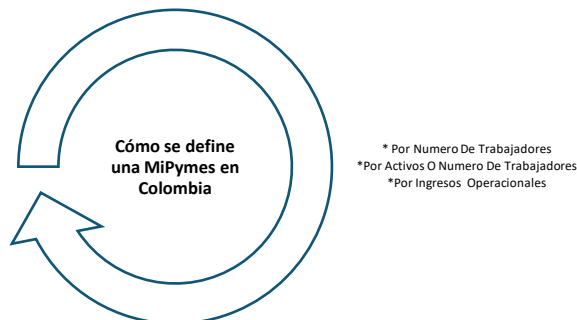 Cómo se define
una MiPymes en
Colombia
* Por Numero De Trabajadores
*Por Activos O Numero De Trabajadores
*Por Ingresos Operacionales